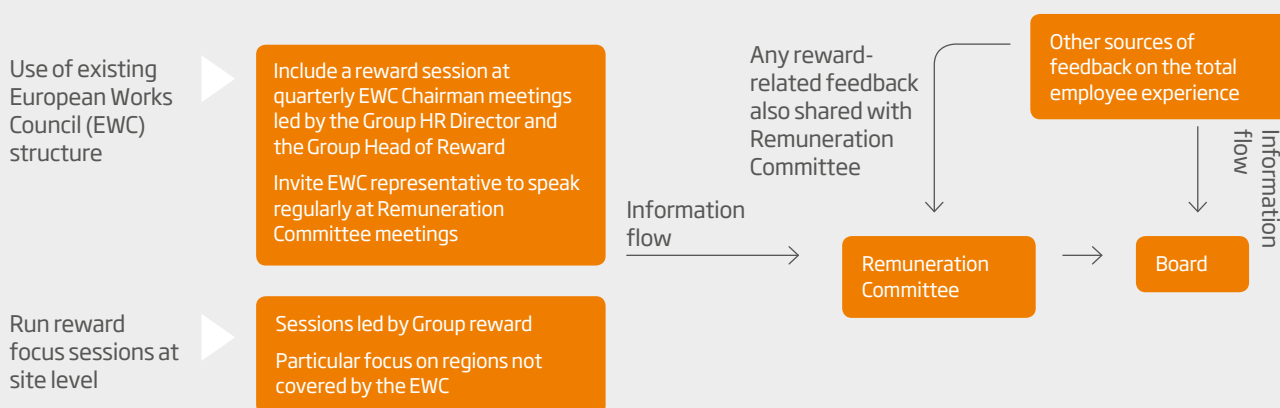 Use of existing
European Works
Council (EWC)
structure
Include a reward session at
quarterly EWC Chairman meetings
led by the Group HR Director and
the Group Head of Reward
Invite EWC representative to speak
regularly at Remuneration
Committee meetings
Run reward
focus sessions at
site level
Sessions led by Group reward
Particular focus on regions not
covered by the EWC
Information
flow
Any reward-
related feedback
also shared with
Remuneration
Committee
Other sources of
feedback on the total
employee experience
Information
flow
Remuneration
Committee
Board